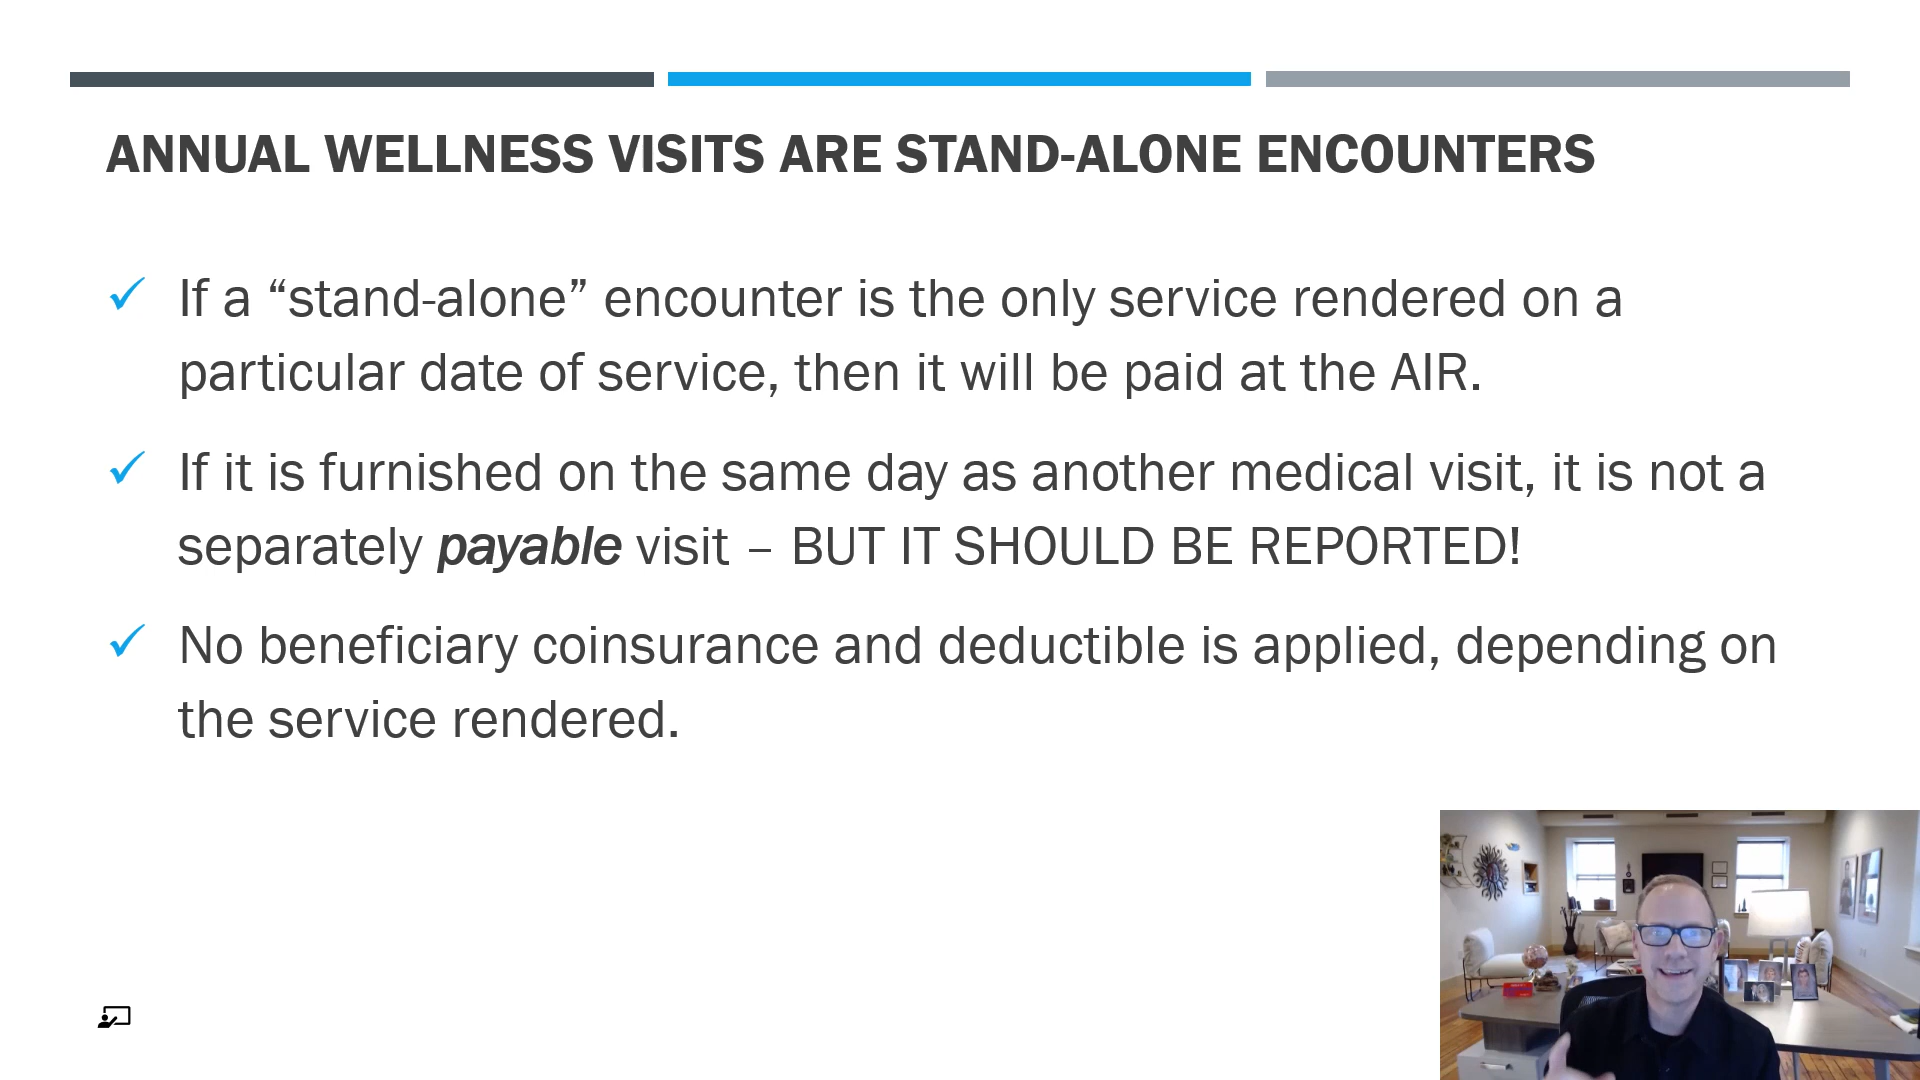 ANNUAL WELLNESS VISITS ARE STAND-ALONE ENCOUNTERS
If a “stand-alone” encounter is the only service rendered on a
particular date of service, then it will be paid at the AIR.
If it is furnished on the same day as another medical visit, it is not a
separately payable visit – BUT IT SHOULD BE REPORTED!
No beneficiary coinsurance and deductible is applied, depending on
the service rendered.